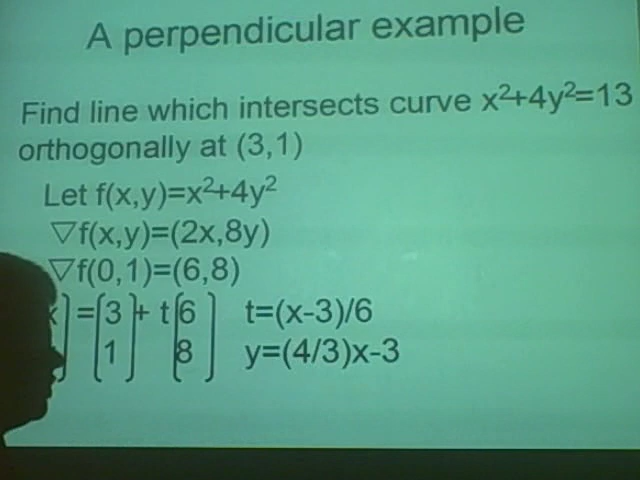 A perpendicular example
Find line which intersects curve x²+4y²=13
orthogonally at (3,1)
Let f(x,y)=x²+4y²
▽f(x,y)=(2x,8y)
▽f(0,1)=(6,8)
x]=[3]+ t[6] t=(x-3)/6
] [1] [8] y=(4/3)x-3